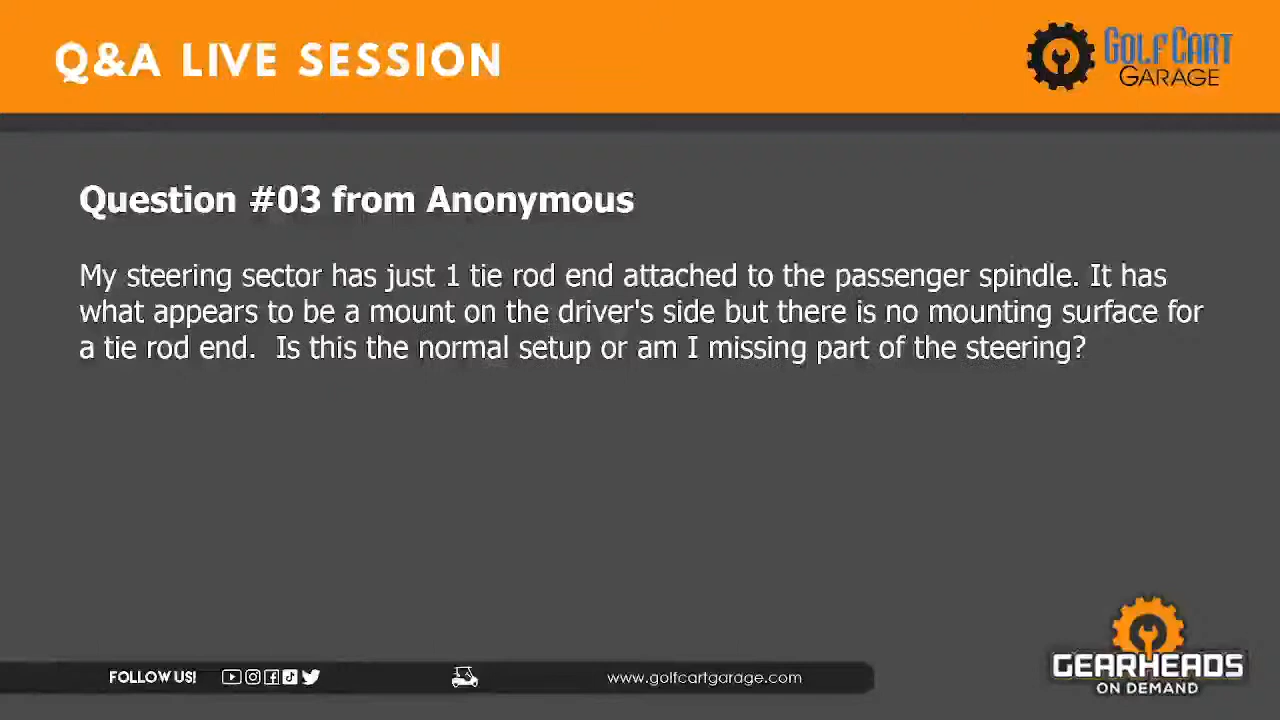 Q&A LIVE SESSION
GOLF CART
GARAGE
Question #03 from Anonymous
My steering sector has just 1 tie rod end attached to the passenger spindle. It has
what appears to be a mount on the driver's side but there is no mounting surface for
a tie rod end.  Is this the normal setup or am I missing part of the steering?
FOLLOW US!
www.golfcartgarage.com
GEARHEADS
ON DEMAND